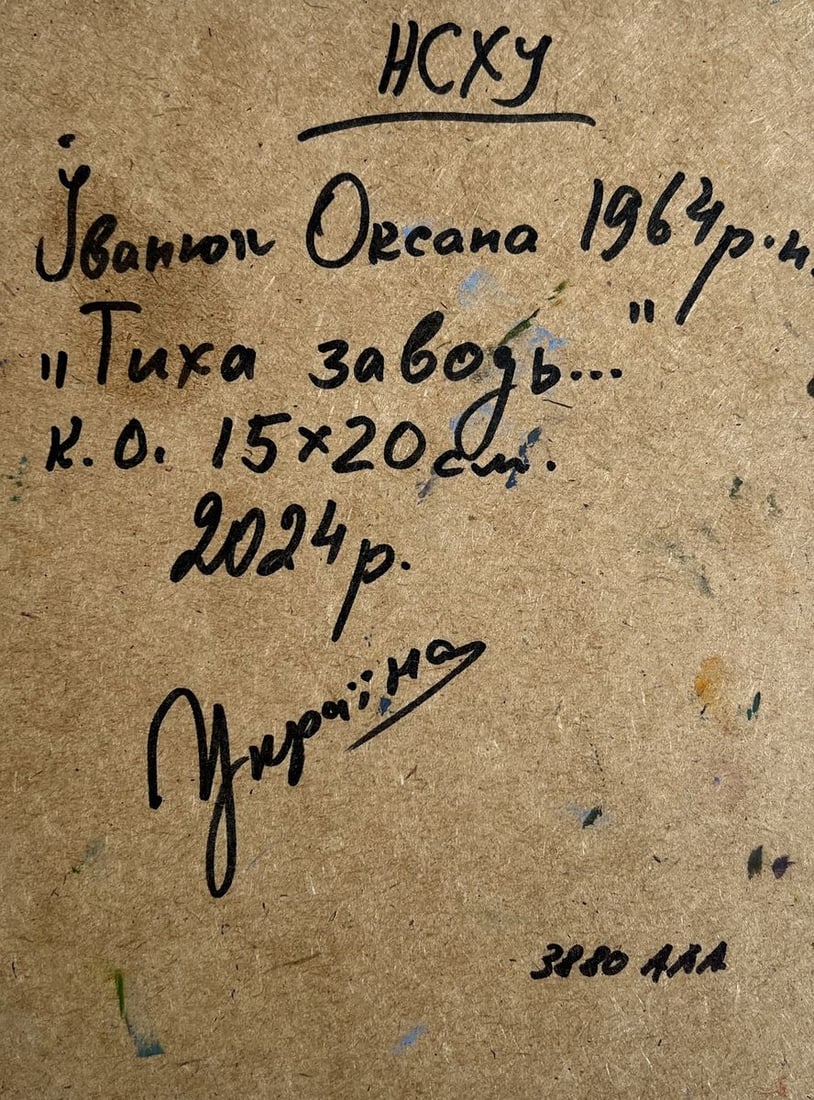 НСХУ
Іванюк Оксана 1964р.н.
„Тиха заводь..."
к.о. 15×20см.
2024р.
Україна
3880 ААА